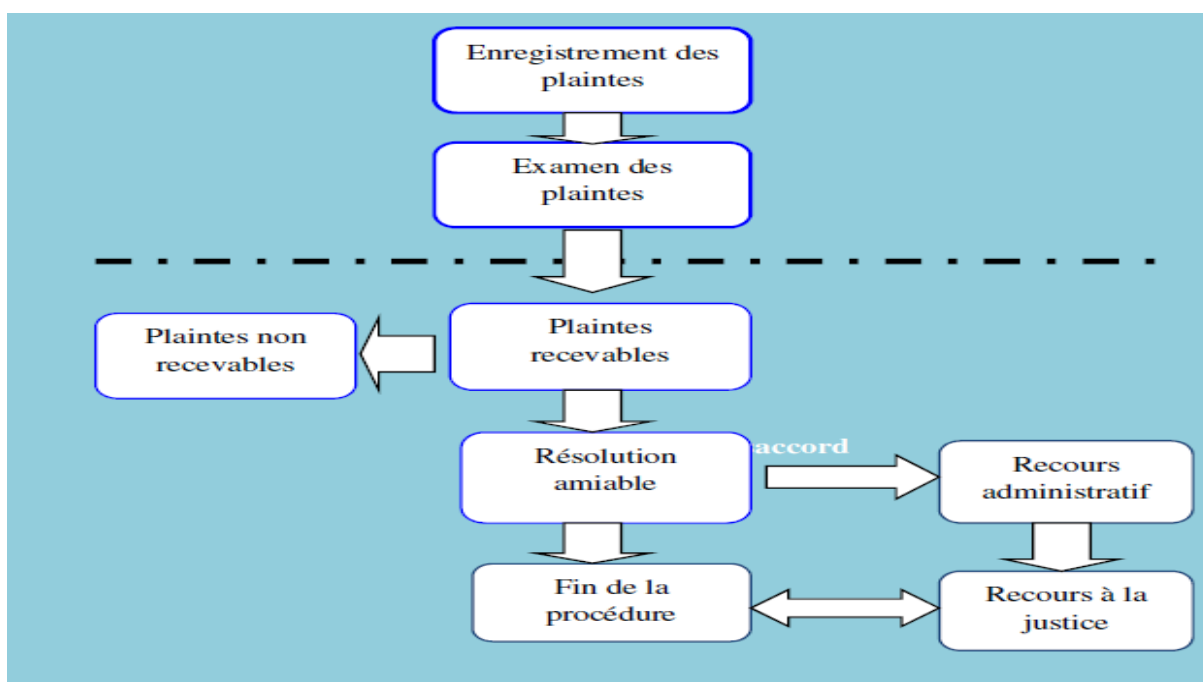 Enregistrement des
plaintes
Examen des
plaintes
Plaintes non
recevables
Plaintes
recevables
Résolution
amiable
accord
Recours
administratif
Fin de la
procédure
Recours à la
justice